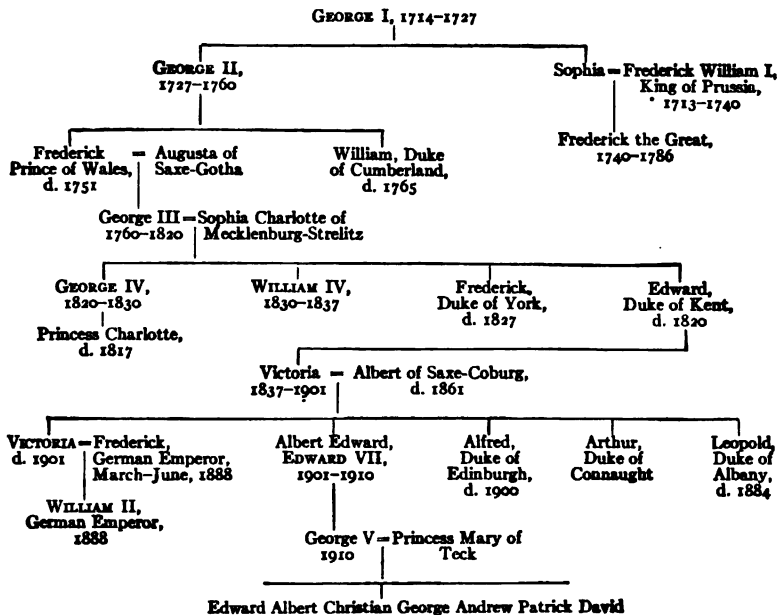 GEORGE I, 1714–1727
GEORGE II,
1727–1760
Sophia = Frederick William I,
King of Prussia,
1713–1740
Frederick the Great,
1740–1786
Frederick = Augusta of
Prince of Wales, Saxe-Gotha
d. 1751
William, Duke
of Cumberland,
d. 1765
George III = Sophia Charlotte of
1760–1820 Mecklenburg-Strelitz
GEORGE IV,
1820–1830
WILLIAM IV,
1830–1837
Frederick,
Duke of York,
d. 1827
Edward,
Duke of Kent,
d. 1820
Princess Charlotte,
d. 1817
Victoria = Albert of Saxe-Coburg,
1837–1901 d. 1861
VICTORIA = Frederick,
d. 1901 German Emperor,
March–June, 1888
Albert Edward,
EDWARD VII,
1901–1910
Alfred,
Duke of
Edinburgh,
d. 1900
Arthur,
Duke of
Connaught
Leopold,
Duke of
Albany,
d. 1884
WILLIAM II,
German Emperor,
1888
George V = Princess Mary of
1910 Teck
Edward Albert Christian George Andrew Patrick David